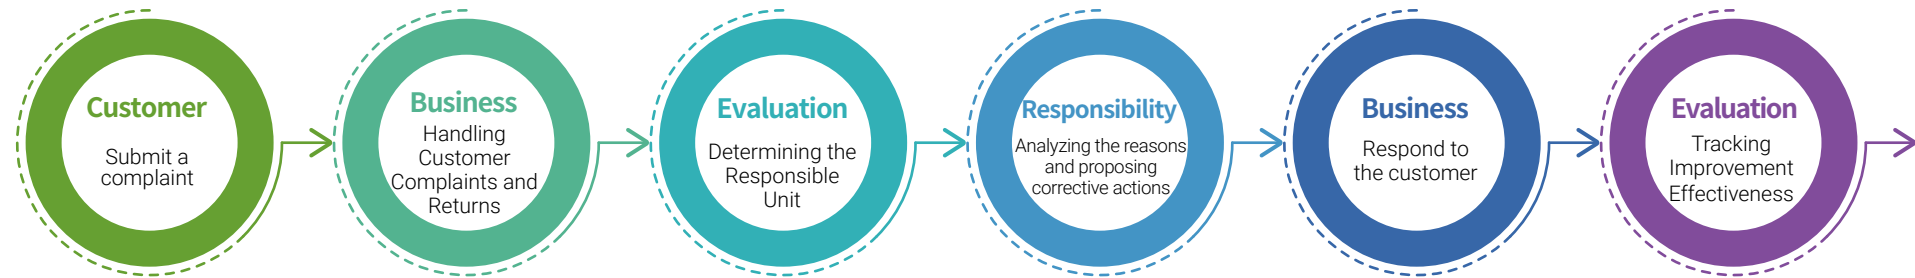 Customer
Submit a
complaint
Business
Handling
Customer
Complaints and
Returns
Evaluation
Determining the
Responsible
Unit
Responsibility
Analyzing the reasons
and proposing
corrective actions
Business
Respond to
the customer
Evaluation
Tracking
Improvement
Effectiveness